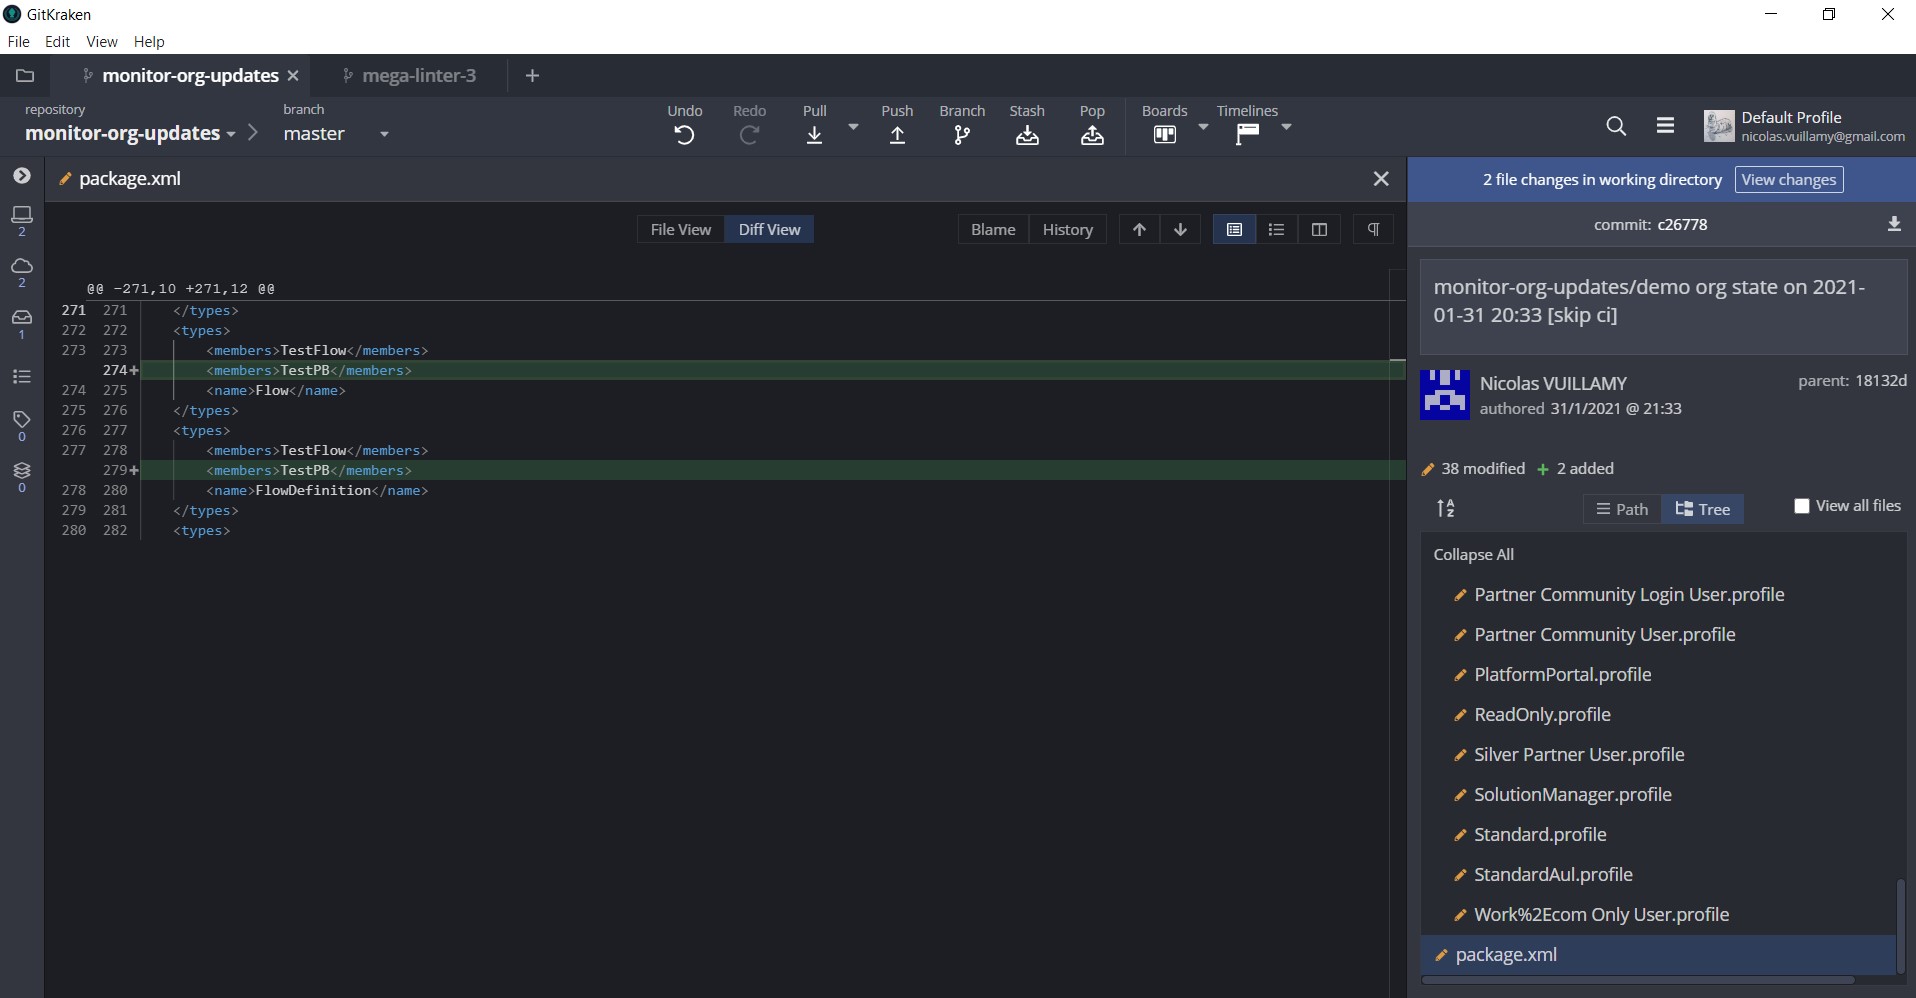 GitKraken
File Edit View Help
monitor-org-updates mega-linter-3
repository branch
monitor-org-updates master
Undo Redo Pull Push Branch Stash Pop Boards Timelines
Default Profile
nicolas.vuillamy@gmail.com
package.xml
2 file changes in working directory View changes
commit: c26778
File View Diff View Blame History
2
2
1
0
0
@@ -271,10 +271,12 @@
271 271 </types>
272 272 <types>
273 273 <members>TestFlow</members>
274+ <members>TestPB</members>
274 275 <name>Flow</name>
275 276 </types>
276 277 <types>
277 278 <members>TestFlow</members>
279+ <members>TestPB</members>
278 280 <name>FlowDefinition</name>
279 281 </types>
280 282 <types>
monitor-org-updates/demo org state on 2021-
01-31 20:33 [skip ci]
Nicolas VUILLAMY parent: 18132d
authored 31/1/2021 @ 21:33
38 modified + 2 added
Path Tree View all files
Collapse All
Partner Community Login User.profile
Partner Community User.profile
PlatformPortal.profile
ReadOnly.profile
Silver Partner User.profile
SolutionManager.profile
Standard.profile
StandardAul.profile
Work%2Ecom Only User.profile
package.xml